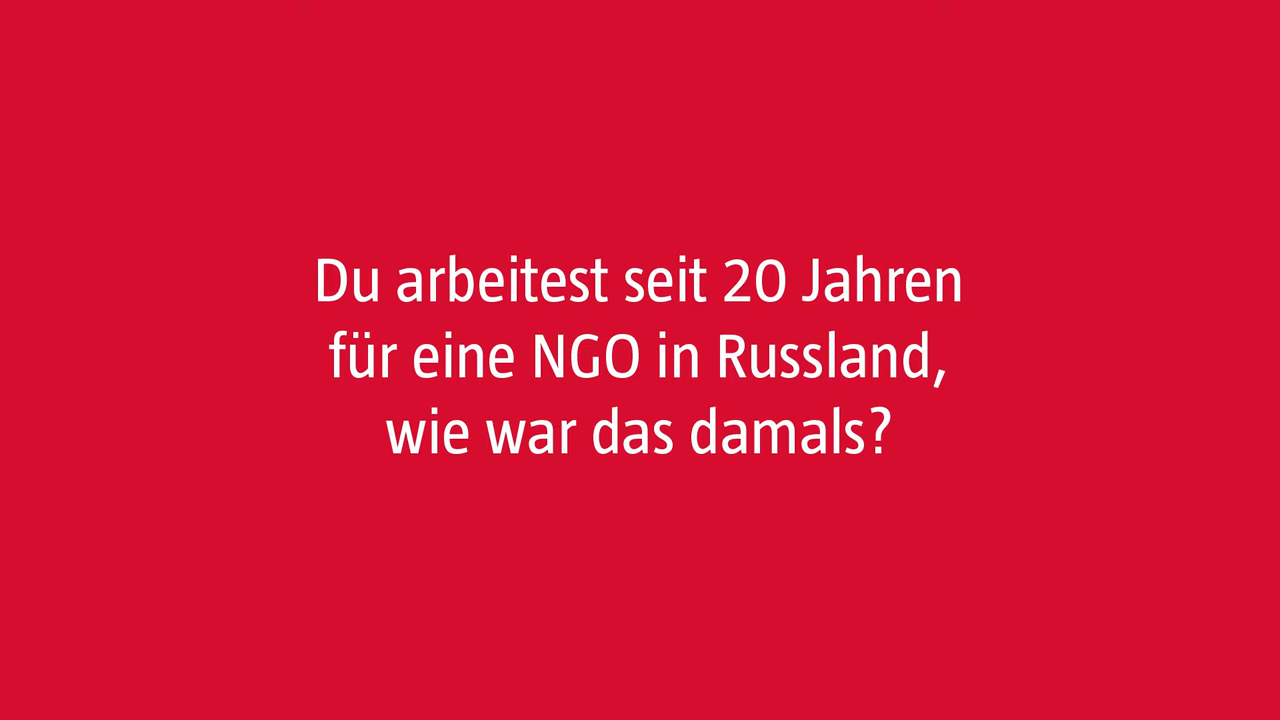 Du arbeitest seit 20 Jahren
für eine NGO in Russland,
wie war das damals?